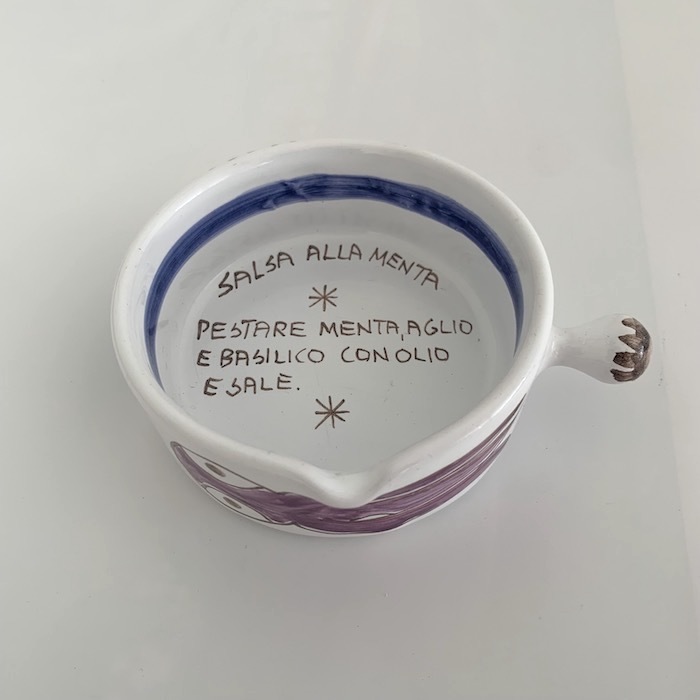 SALSA ALLA MENTA
PESTARE MENTA, AGLIO
E BASILICO CON OLIO
E SALE.